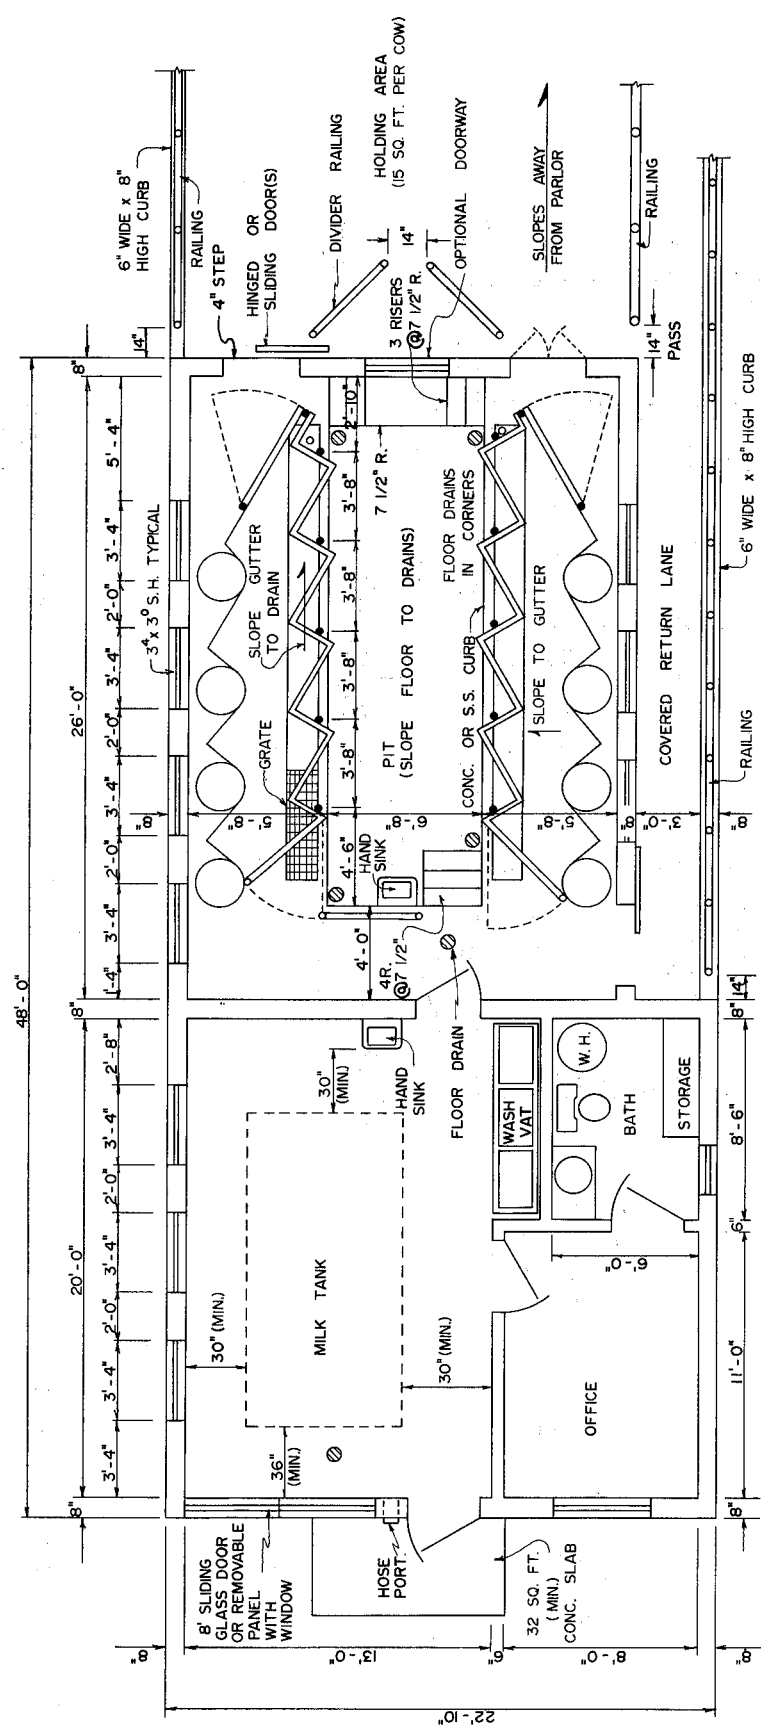 48'-0"
8"
20'-0"
8"
26'-0"
8"
3'-4"
3'-4"
2'-0"
3'-4"
2'-0"
3'-4"
2'-8"
1'-4"
3'-4"
2'-0"
3'-4"
2'-0"
3'-4"
2'-0"
3'-4"
5'-4"
3⁴ x 3⁰ S.H. TYPICAL
14"
6" WIDE x 8"
HIGH CURB
RAILING
4" STEP
HINGED OR
SLIDING DOOR(S)
DIVIDER RAILING
HOLDING AREA
(15 SQ. FT. PER COW)
14"
3 RISERS
@7 1/2" R.
OPTIONAL DOORWAY
SLOPES AWAY
FROM PARLOR
RAILING
14"
PASS
8' SLIDING
GLASS DOOR
OR REMOVABLE
PANEL
WITH
WINDOW
HOSE
PORT.
32 SQ. FT.
(MIN.)
CONC. SLAB
36"
(MIN.)
30" (MIN.)
MILK TANK
30" (MIN.)
30"
(MIN.)
HAND
SINK
FLOOR DRAIN
WASH
VAT
OFFICE
BATH
W. H.
STORAGE
6'-0"
4'-0"
4R.
@7 1/2"
HAND
SINK
4'-6"
3'-8"
3'-8"
3'-8"
3'-8"
2'-10"
7 1/2" R.
GRATE
SLOPE GUTTER
TO DRAIN
PIT
(SLOPE FLOOR TO DRAINS)
FLOOR DRAINS
IN CORNERS
CONC. OR S.S. CURB
SLOPE TO GUTTER
8"
5'-8"
6'-8"
5'-8"
8"
3'-0"
8"
COVERED RETURN LANE
RAILING
6" WIDE x 8" HIGH CURB
8"
11'-0"
6"
8'-6"
8"
14"
8"
13'-0"
6"
8'-0"
8"
22'-10"